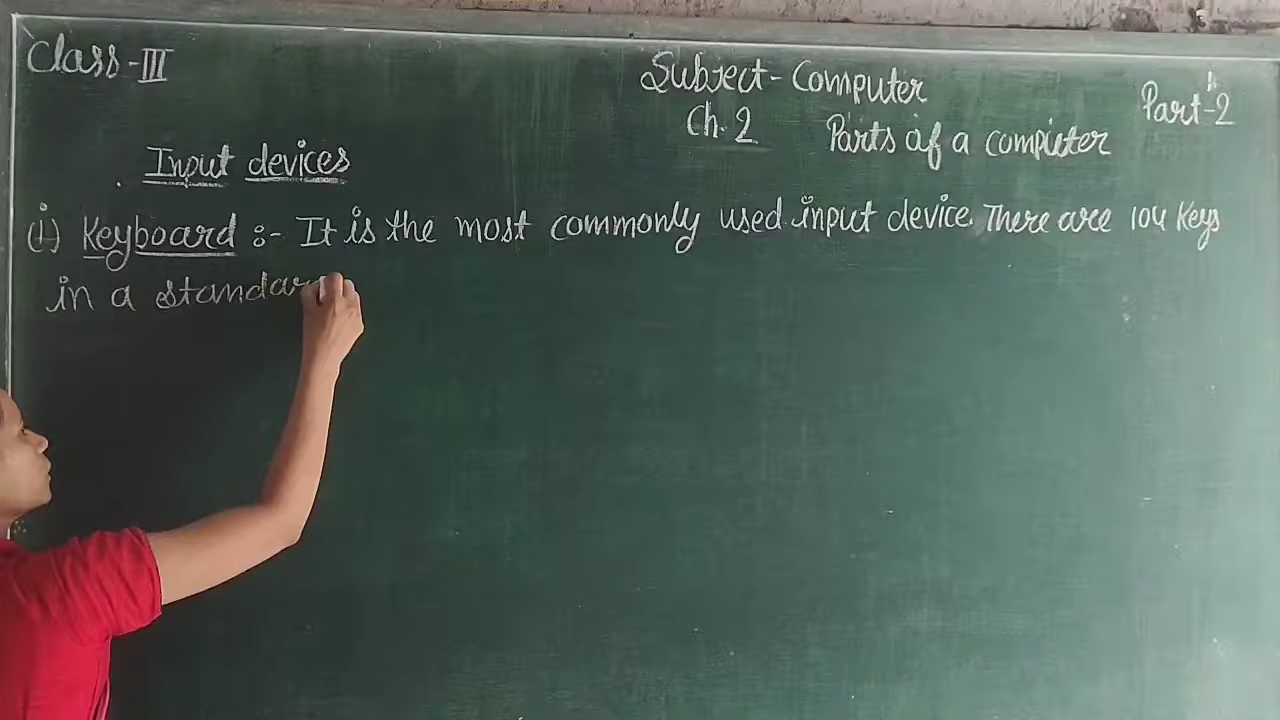 Class-III
Subject-Computer
Part-2
Ch. 2 Parts of a computer
Input devices
(i) Keyboard :- It is the most commonly used input device. There are 104 Keys
in a standar